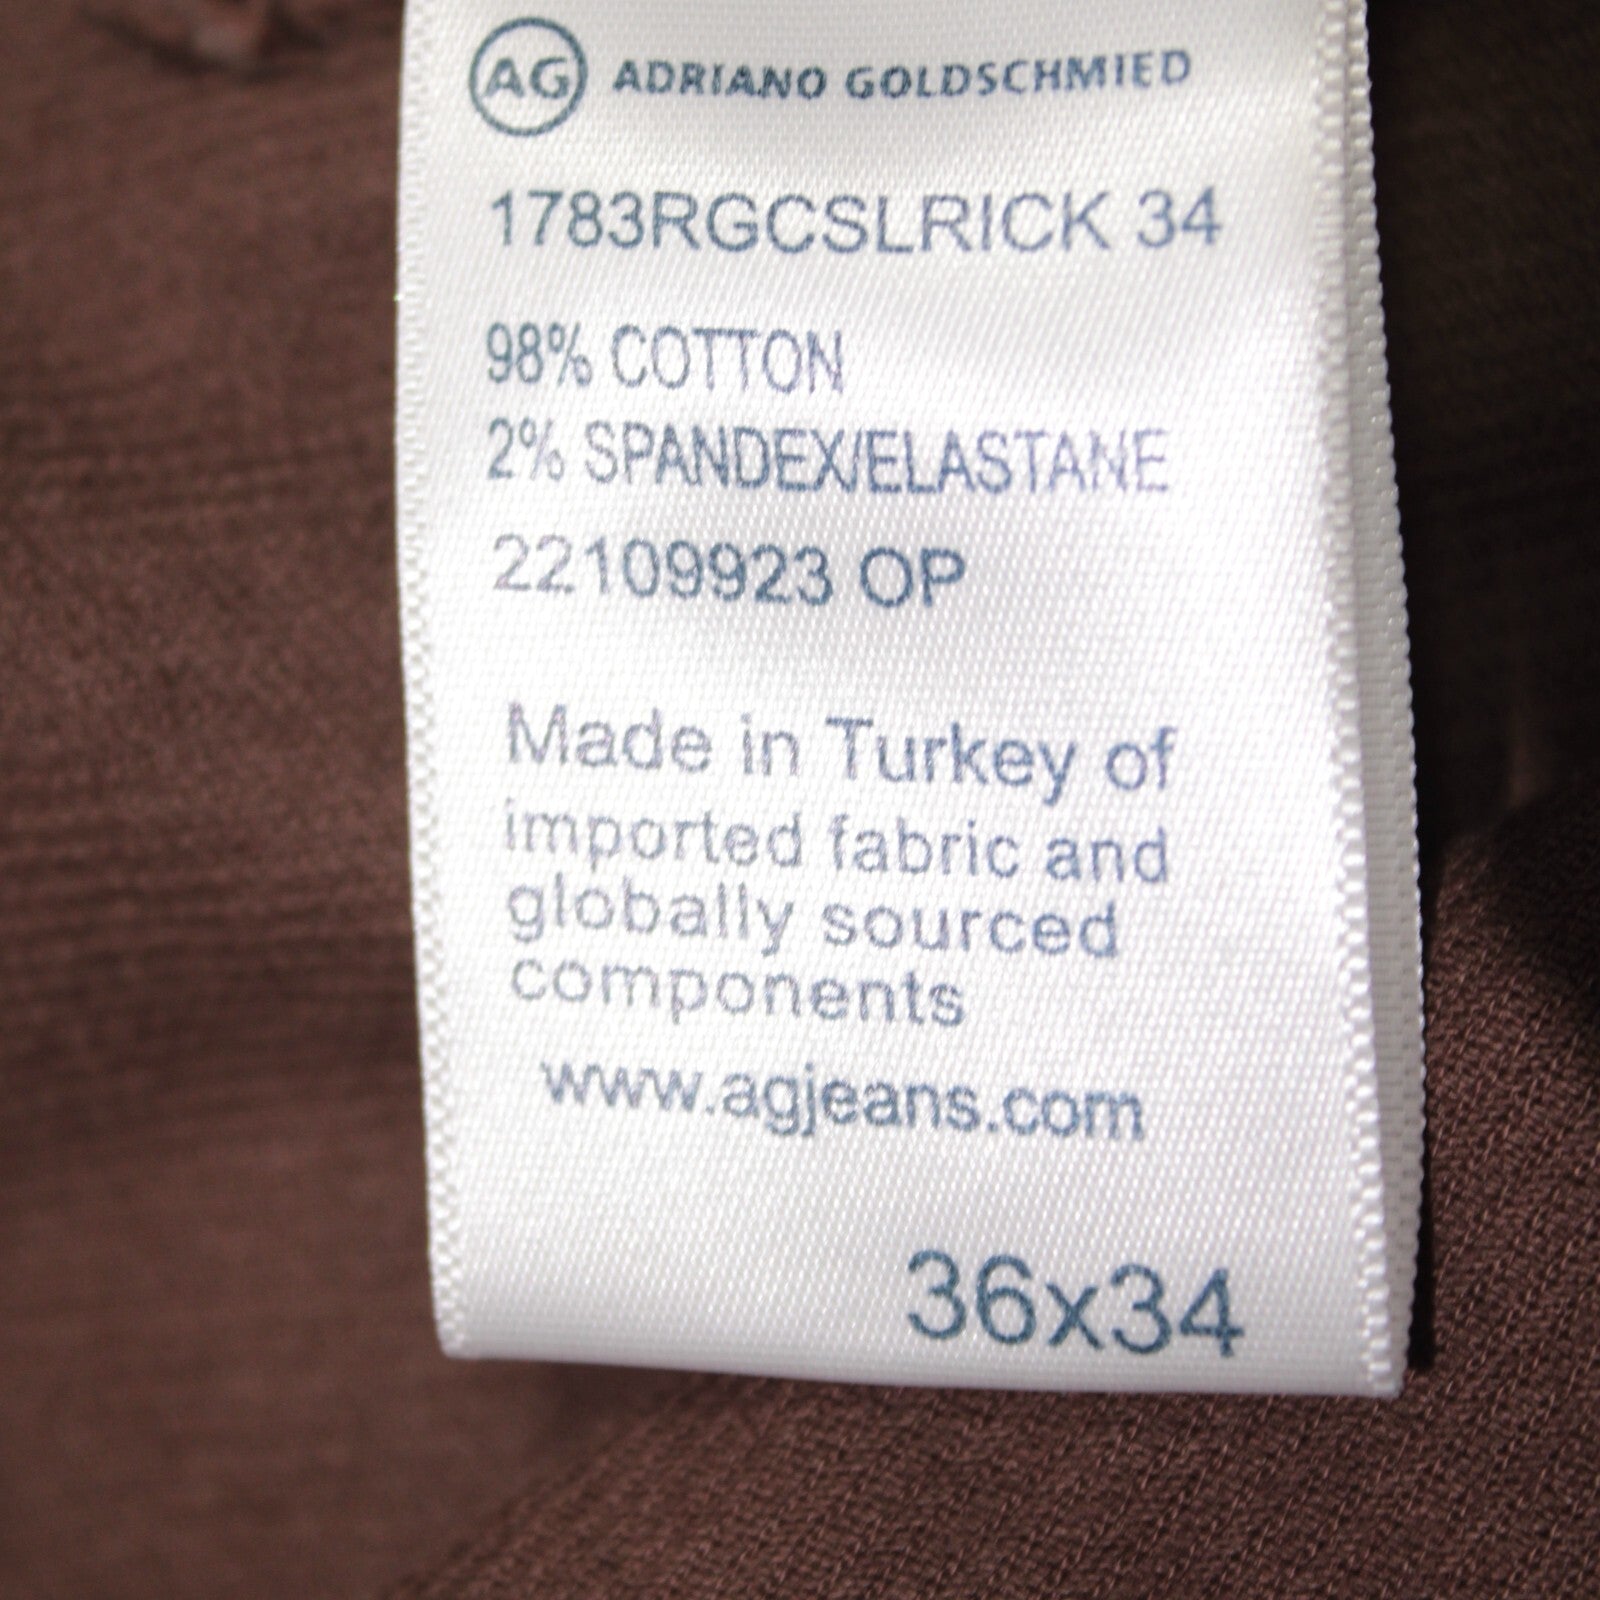 AG ADRIANO GOLDSCHMIED
1783RGCSLRICK 34
98% COTTON
2% SPANDEX/ELASTANE
22109923 OP
Made in Turkey of
imported fabric and
globally sourced
components
www.agjeans.com
36x34